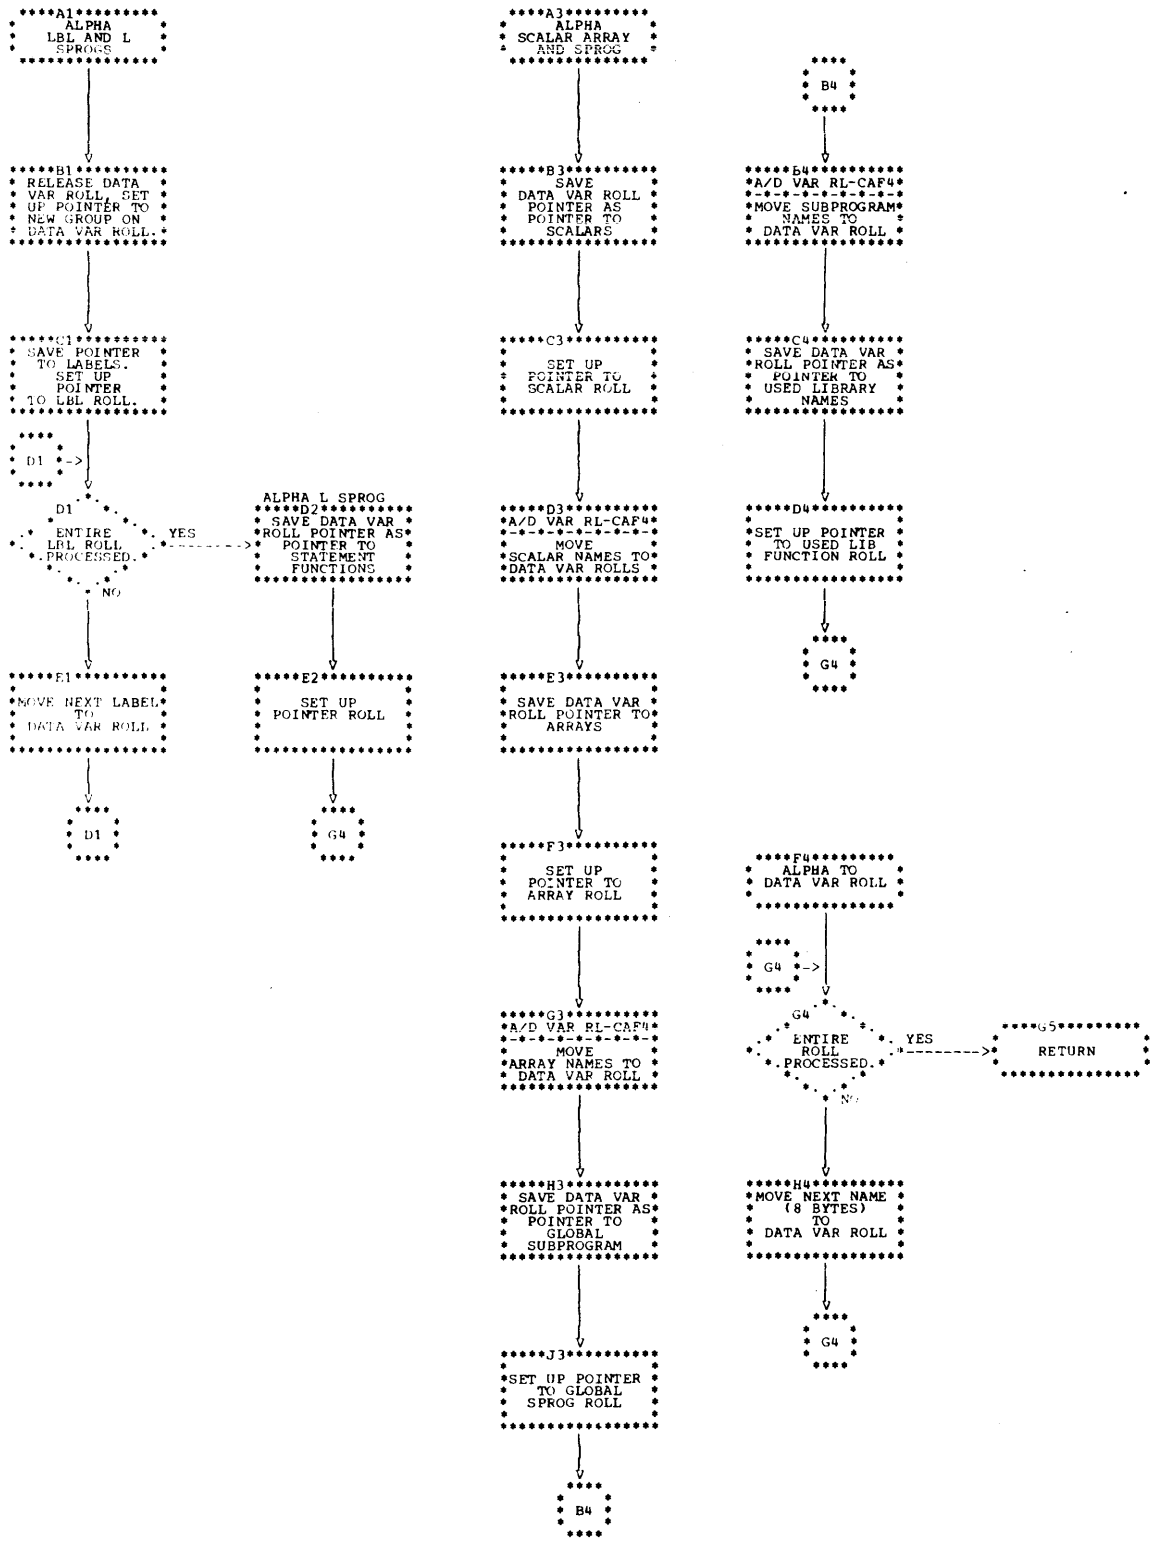 A1
ALPHA
LBL AND L
SPROGS
B1
RELEASE DATA
VAR ROLL, SET
UP POINTER TO
NEW GROUP ON
DATA VAR ROLL.
C1
SAVE POINTER
TO LABELS.
SET UP
POINTER
TO LBL ROLL.
D1
D1
ENTIRE
LBL ROLL
PROCESSED.
YES
NO
E1
MOVE NEXT LABEL
TO
DATA VAR ROLL
D1
ALPHA L SPROG
D2
SAVE DATA VAR
ROLL POINTER AS
POINTER TO
STATEMENT
FUNCTIONS
E2
SET UP
POINTER ROLL
G4
A3
ALPHA
SCALAR ARRAY
AND SPROG
B3
SAVE
DATA VAR ROLL
POINTER AS
POINTER TO
SCALARS
C3
SET UP
POINTER TO
SCALAR ROLL
D3
A/D VAR RL-CAF4
MOVE
SCALAR NAMES TO
DATA VAR ROLLS
E3
SAVE DATA VAR
ROLL POINTER TO
ARRAYS
F3
SET UP
POINTER TO
ARRAY ROLL
G3
A/D VAR RL-CAF4
MOVE
ARRAY NAMES TO
DATA VAR ROLL
H3
SAVE DATA VAR
ROLL POINTER AS
POINTER TO
GLOBAL
SUBPROGRAM
J3
SET UP POINTER
TO GLOBAL
SPROG ROLL
B4
B4
B4
A/D VAR RL-CAF4
MOVE SUBPROGRAM
NAMES TO
DATA VAR ROLL
C4
SAVE DATA VAR
ROLL POINTER AS
POINTER TO
USED LIBRARY
NAMES
D4
SET UP POINTER
TO USED LIB
FUNCTION ROLL
G4
F4
ALPHA TO
DATA VAR ROLL
G4
G4
ENTIRE
ROLL
PROCESSED.
YES
NO
G5
RETURN
H4
MOVE NEXT NAME
(8 BYTES)
TO
DATA VAR ROLL
G4